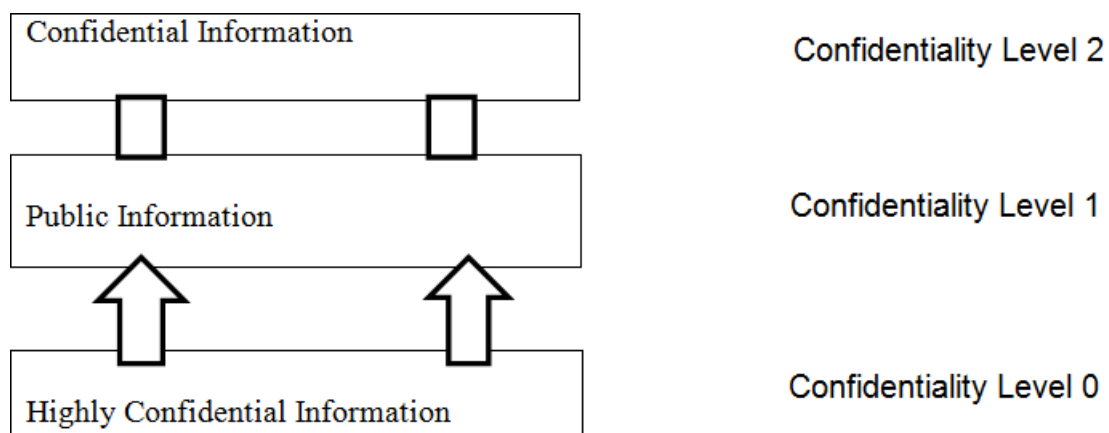 Confidential Information
Confidentiality Level 2
Public Information
Confidentiality Level 1
Highly Confidential Information
Confidentiality Level 0